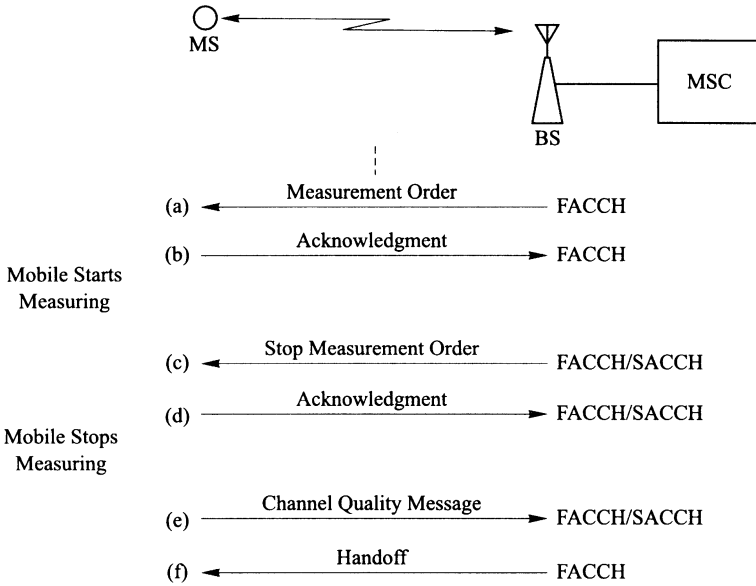 MS
MSC
BS
(a) Measurement Order FACCH
(b) Acknowledgment FACCH
Mobile Starts
Measuring
(c) Stop Measurement Order FACCH/SACCH
(d) Acknowledgment FACCH/SACCH
Mobile Stops
Measuring
(e) Channel Quality Message FACCH/SACCH
(f) Handoff FACCH